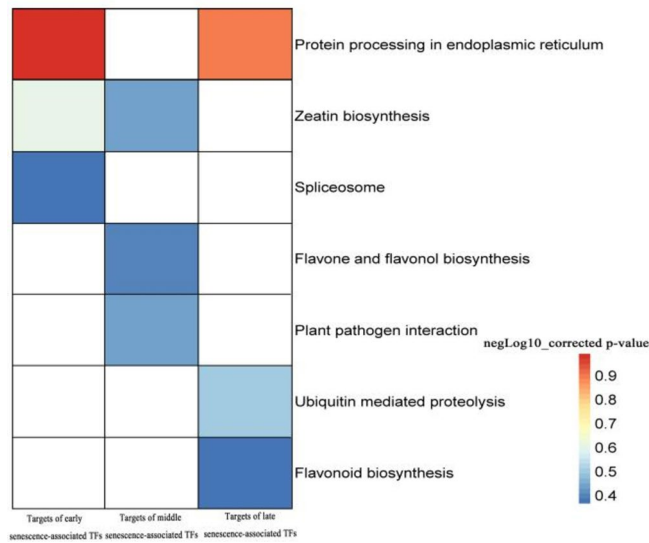 Protein processing in endoplasmic reticulum
Zeatin biosynthesis
Spliceosome
Flavone and flavonol biosynthesis
Plant pathogen interaction
negLog10_corrected p-value
0.9
0.8
0.7
0.6
0.5
0.4
Ubiquitin mediated proteolysis
Flavonoid biosynthesis
Targets of early
senescence-associated TFs
Targets of middle
senescence-associated TFs
Targets of late
senescence-associated TFs